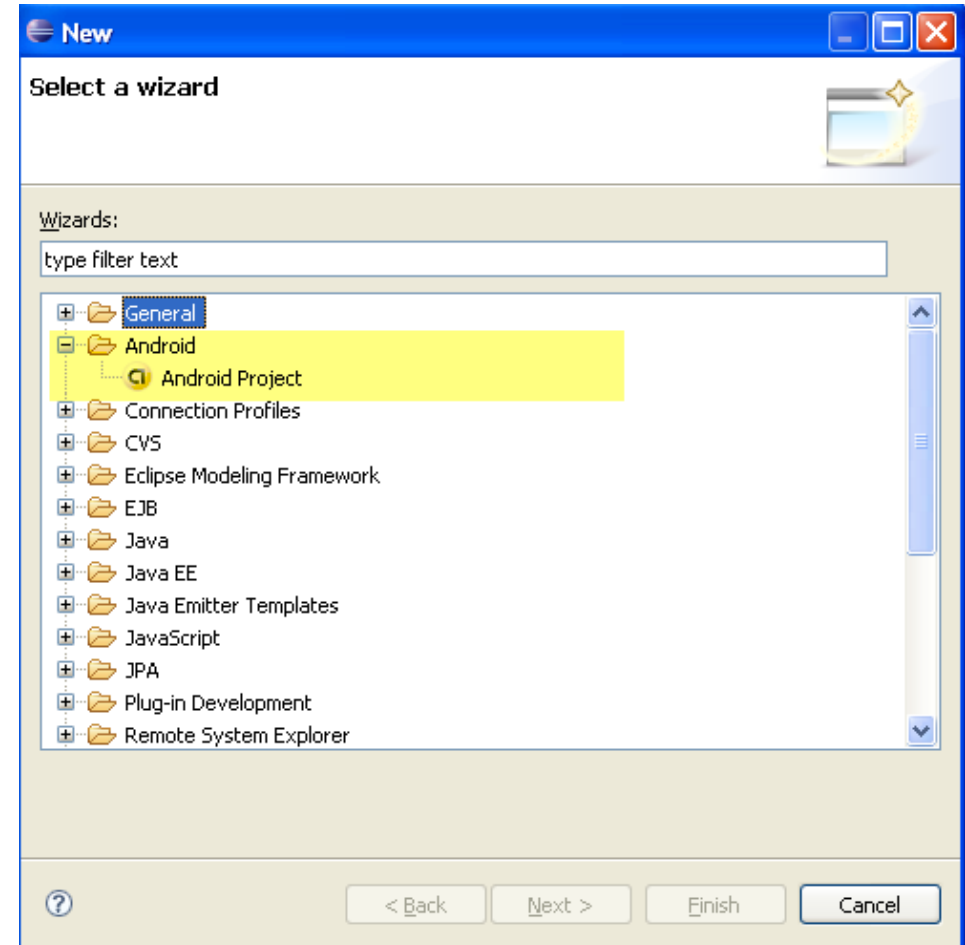 New
Select a wizard
Wizards:
type filter text
General
Android
Android Project
Connection Profiles
CVS
Eclipse Modeling Framework
EJB
Java
Java EE
Java Emitter Templates
JavaScript
JPA
Plug-in Development
Remote System Explorer
? < Back Next > Finish Cancel